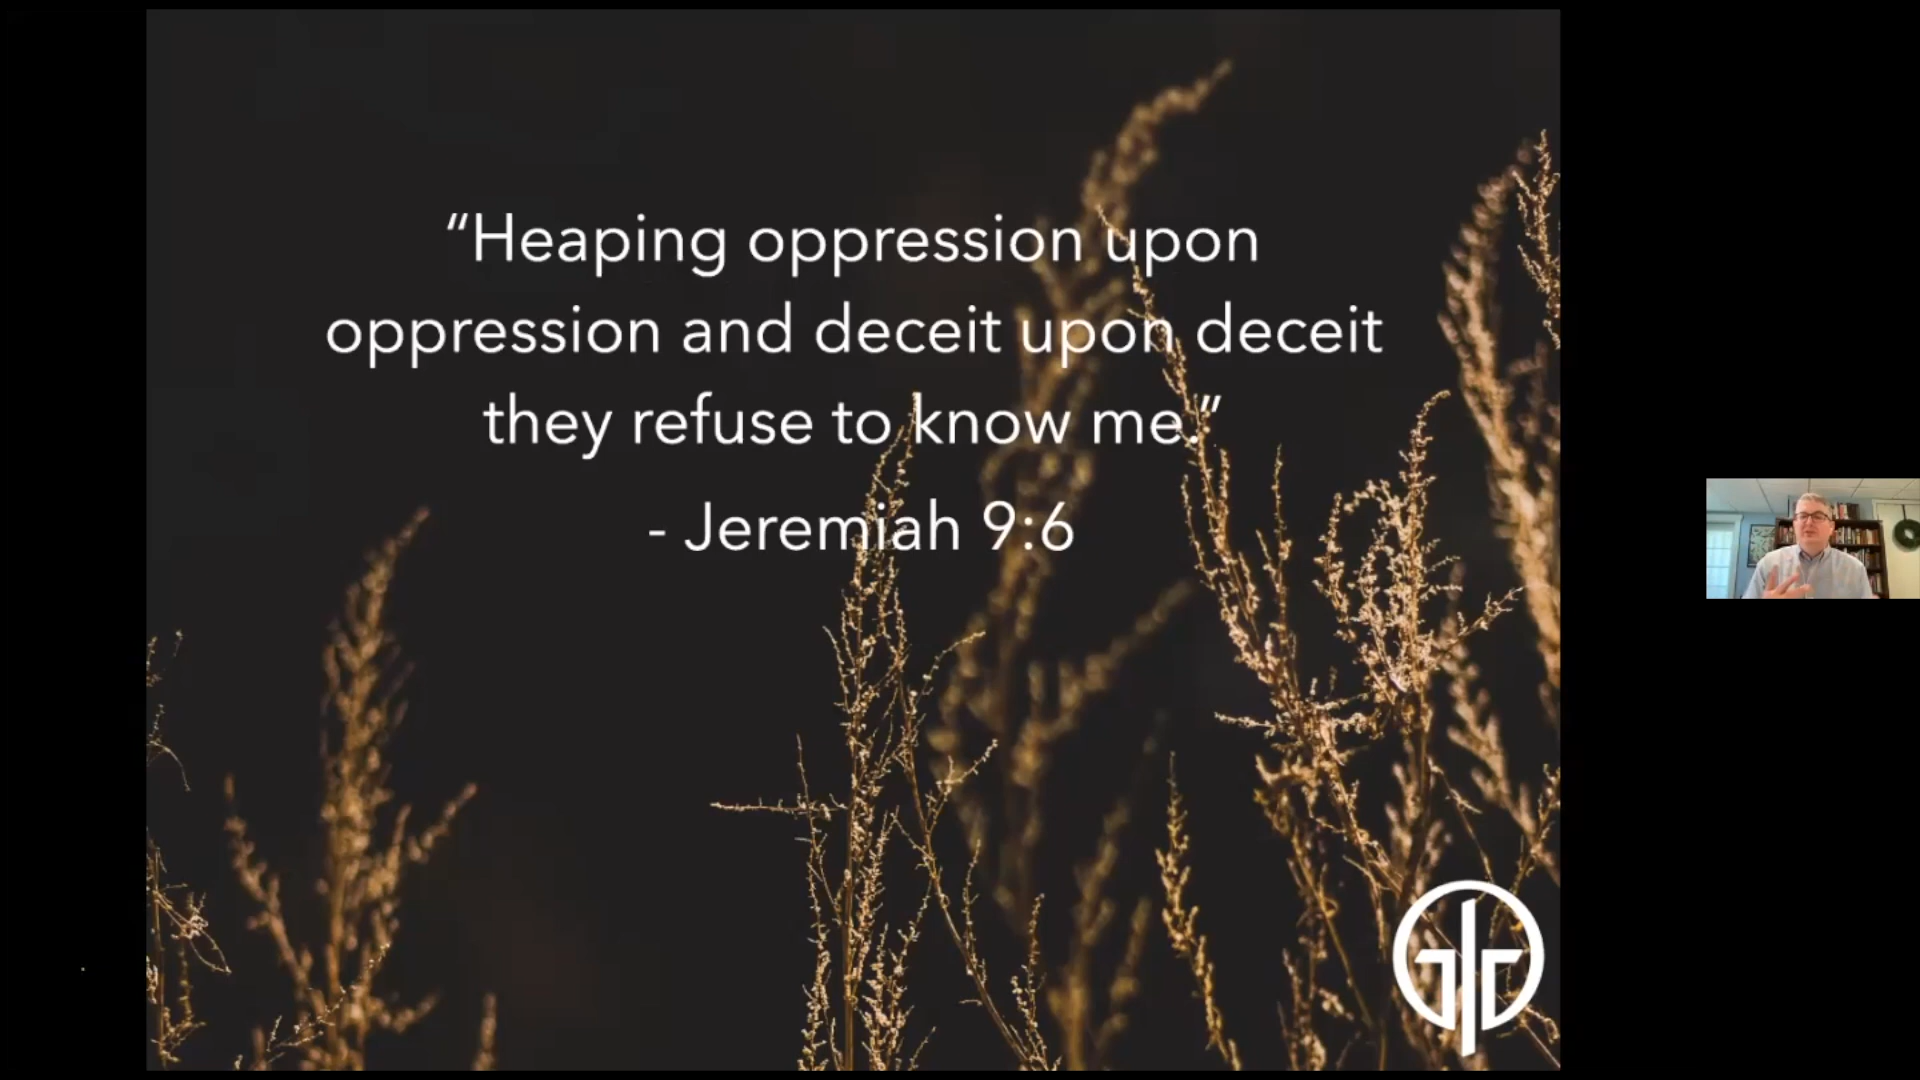 “Heaping oppression upon
oppression and deceit upon deceit
they refuse to know me.”
- Jeremiah 9:6